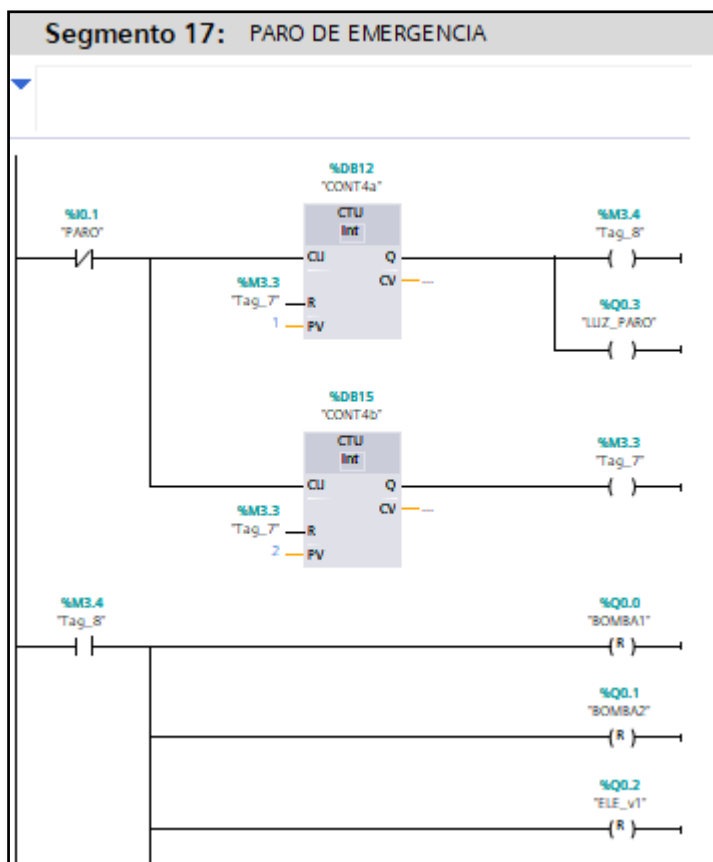 Segmento 17: PARO DE EMERGENCIA
%DB12
"CONT4a"
%I0.1
"PARO"
CTU
Int
%M3.4
"Tag_8"
CU
Q
%M3.3
"Tag_7"
R
CV
...
1
PV
%Q0.3
"LUZ_PARO"
%DB15
"CONT4b"
CTU
Int
%M3.3
"Tag_7"
CU
Q
%M3.3
"Tag_7"
R
CV
...
2
PV
%M3.4
"Tag_8"
%Q0.0
"BOMBA1"
R
%Q0.1
"BOMBA2"
R
%Q0.2
"ELE_v1"
R